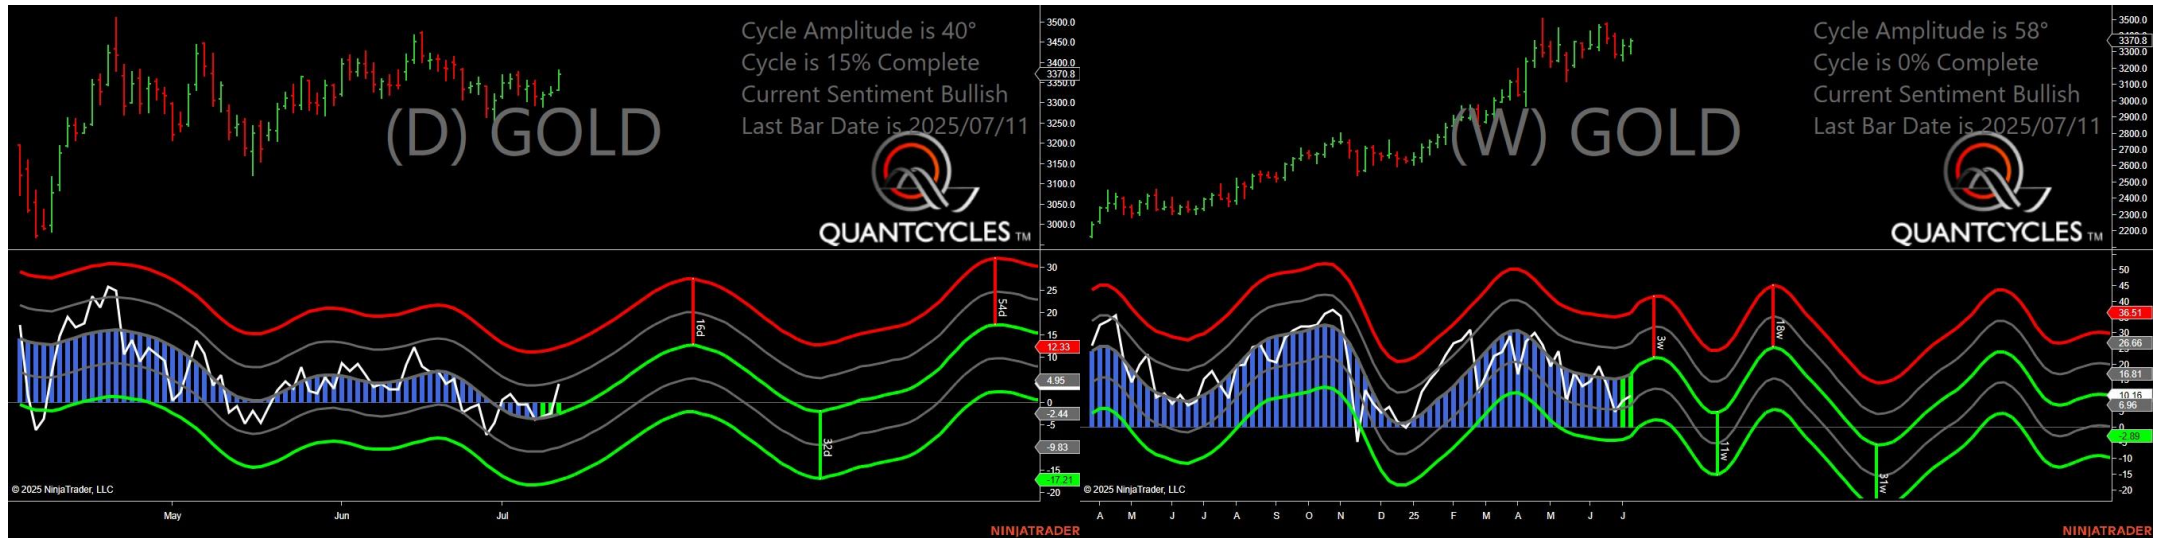 Cycle Amplitude is 40°
Cycle is 15% Complete
Current Sentiment Bullish
Last Bar Date is 2025/07/11
(D) GOLD
QUANTCYCLES TM
3500.0
3450.0
3400.0
3370.8
3350.0
3300.0
3250.0
3200.0
3150.0
3100.0
3050.0
3000.0
16d
32d
54d
30
25
20
15
12.33
10
4.95
0
-2.44
-5
-9.83
-15
-17.21
-20
© 2025 NinjaTrader, LLC
May Jun Jul
NINJATRADER
Cycle Amplitude is 58°
Cycle is 0% Complete
Current Sentiment Bullish
Last Bar Date is 2025/07/11
(W) GOLD
QUANTCYCLES TM
3500.0
3370.8
3300.0
3200.0
3100.0
3000.0
2900.0
2800.0
2700.0
2600.0
2500.0
2400.0
2300.0
2200.0
3w
11w
18w
31w
50
45
40
36.51
30
26.66
20
16.81
10.16
6.96
0
-2.89
-10
-15
-20
© 2025 NinjaTrader, LLC
A M J J A S O N D 25 F M A M J J
NINJATRADER